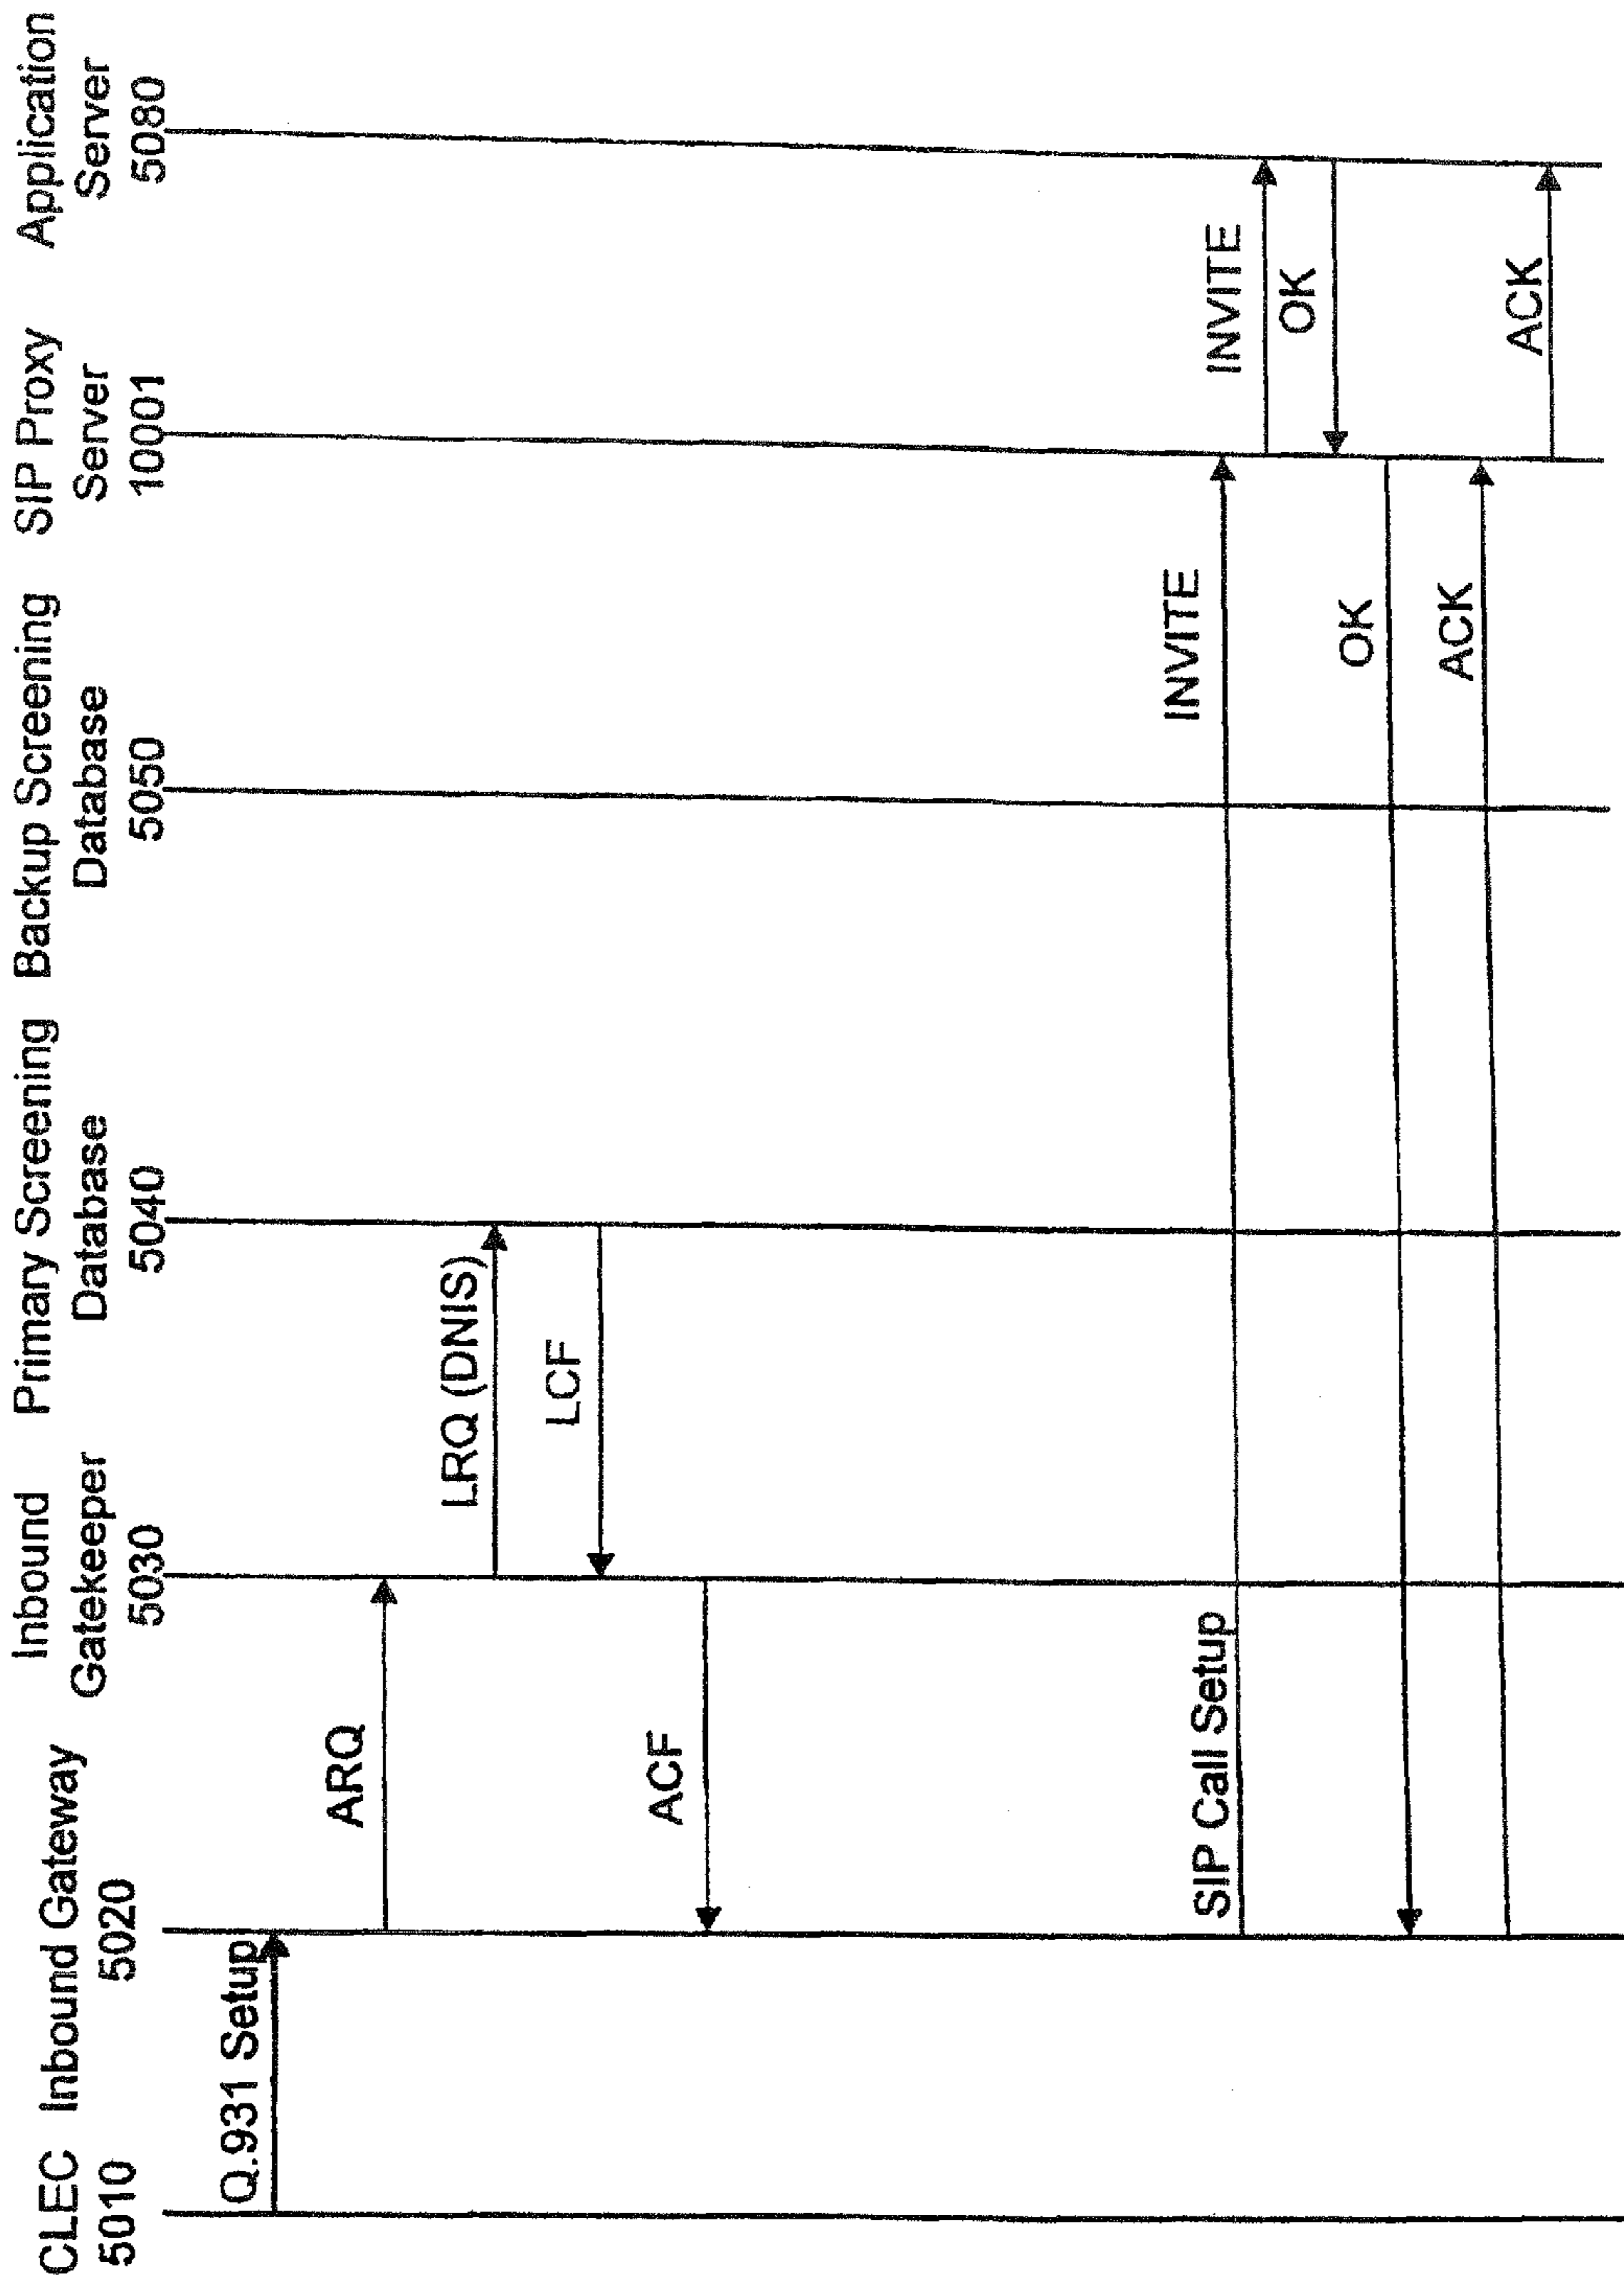 CLEC
5010
Inbound Gateway
5020
Inbound
Gatekeeper
5030
Primary Screening
Database
5040
Backup Screening
Database
5050
SIP Proxy
Server
10001
Application
Server
5080
Q.931 Setup
ARQ
LRQ (DNIS)
LCF
ACF
SIP Call Setup
INVITE
INVITE
OK
OK
ACK
ACK